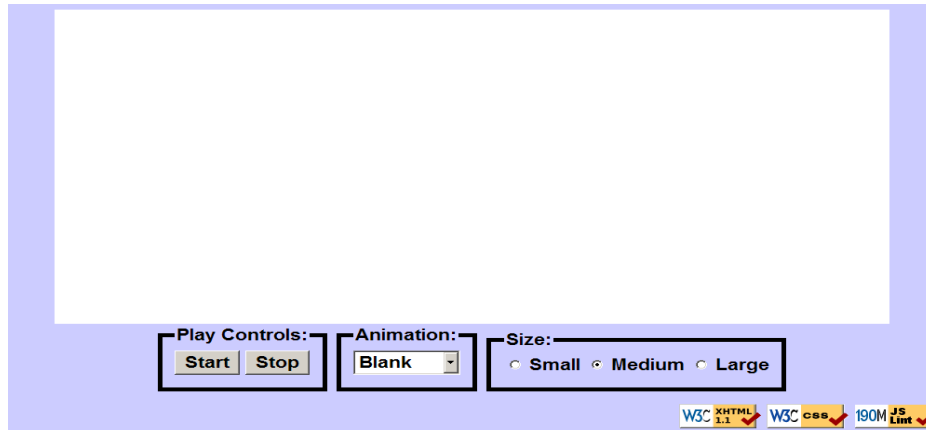 Play Controls: Animation: Size:
Start Stop Blank Small Medium Large
W3C XHTML 1.1 W3C css 190M JS Lint